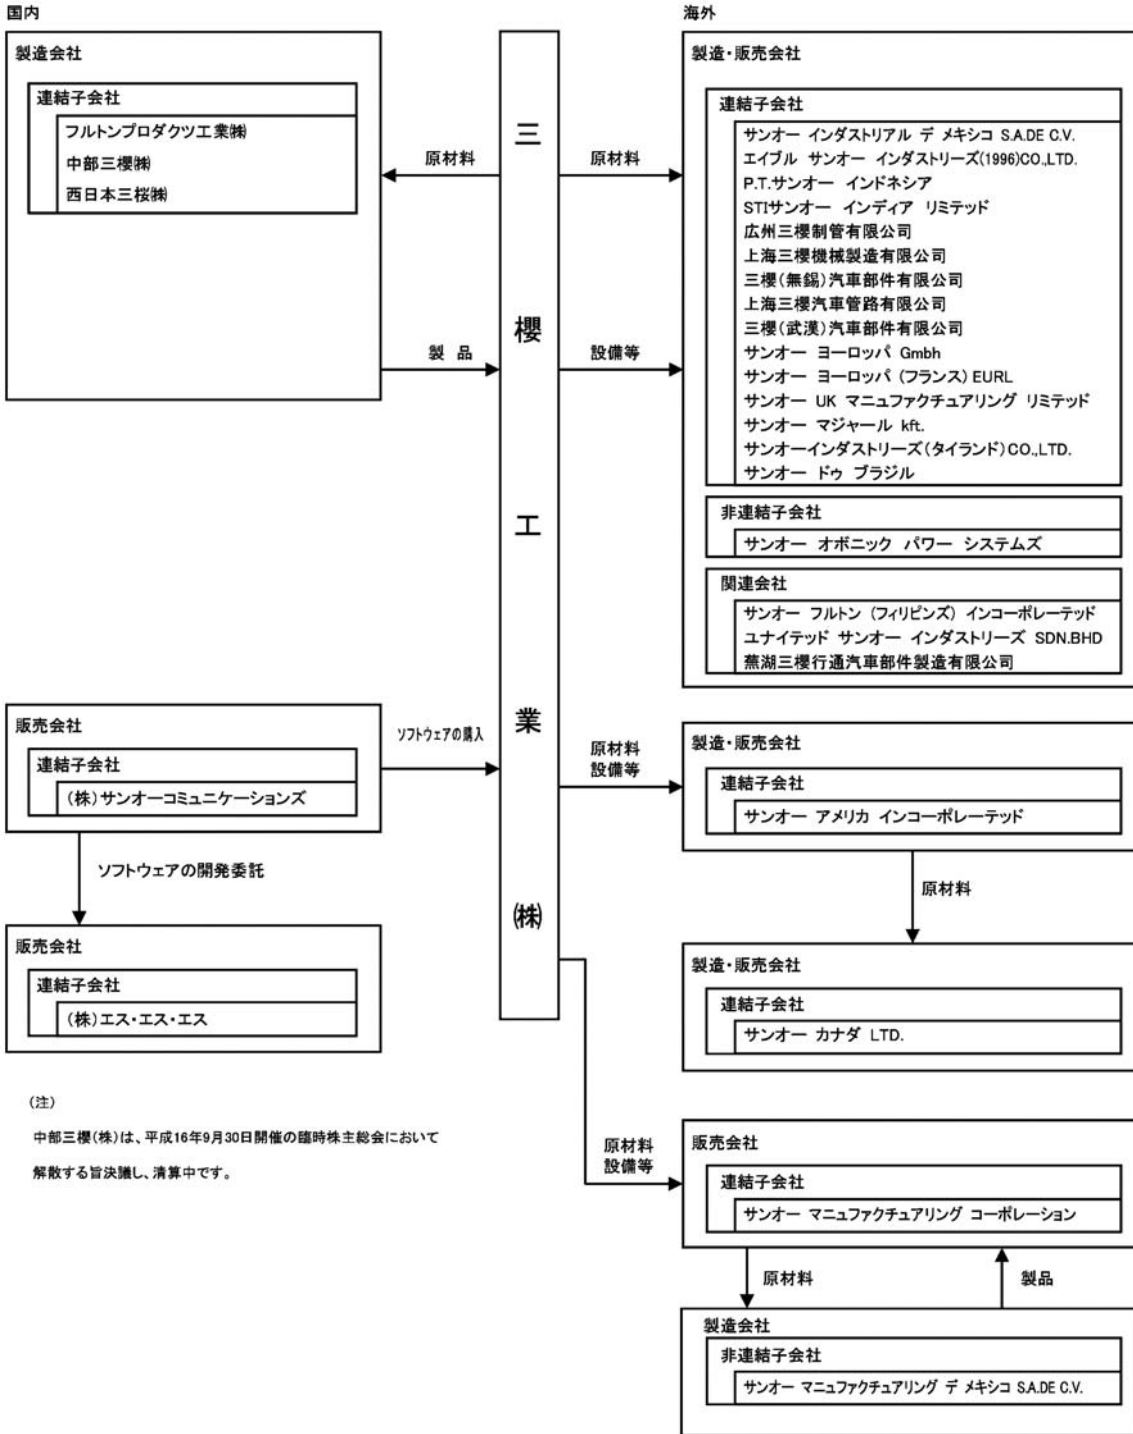 国内
製造会社
連結子会社
フルトンプロダクツ工業㈱
中部三櫻㈱
西日本三桜㈱
原材料
製 品
販売会社
連結子会社
(株)サンオーコミュニケーションズ
ソフトウェアの購入
ソフトウェアの開発委託
販売会社
連結子会社
(株)エス・エス・エス
(注)
中部三櫻(株)は、平成16年9月30日開催の臨時株主総会において
解散する旨決議し、清算中です。
三櫻工業㈱
海外
原材料
設備等
製造・販売会社
連結子会社
サンオー インダストリアル デ メキシコ S.A.DE C.V.
エイブル サンオー インダストリーズ(1996)CO.,LTD.
P.T.サンオー インドネシア
STIサンオー インディア リミテッド
広州三櫻制管有限公司
上海三櫻機械製造有限公司
三櫻(無錫)汽車部件有限公司
上海三櫻汽車管路有限公司
三櫻(武漢)汽車部件有限公司
サンオー ヨーロッパ Gmbh
サンオー ヨーロッパ (フランス) EURL
サンオー UK マニュファクチュアリング リミテッド
サンオー マジャール kft.
サンオーインダストリーズ(タイランド)CO.,LTD.
サンオー ドゥ ブラジル
非連結子会社
サンオー オボニック パワー システムズ
関連会社
サンオー フルトン (フィリピンズ) インコーポレーテッド
ユナイテッド サンオー インダストリーズ SDN.BHD
蕪湖三櫻行通汽車部件製造有限公司
原材料
設備等
製造・販売会社
連結子会社
サンオー アメリカ インコーポレーテッド
原材料
製造・販売会社
連結子会社
サンオー カナダ LTD.
原材料
設備等
販売会社
連結子会社
サンオー マニュファクチュアリング コーポレーション
原材料
製品
製造会社
非連結子会社
サンオー マニュファクチュアリング デ メキシコ S.A.DE C.V.